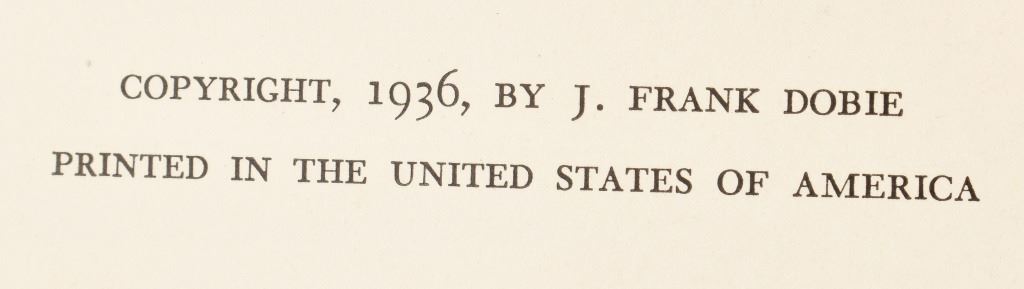 COPYRIGHT, 1936, BY J. FRANK DOBIE
PRINTED IN THE UNITED STATES OF AMERICA